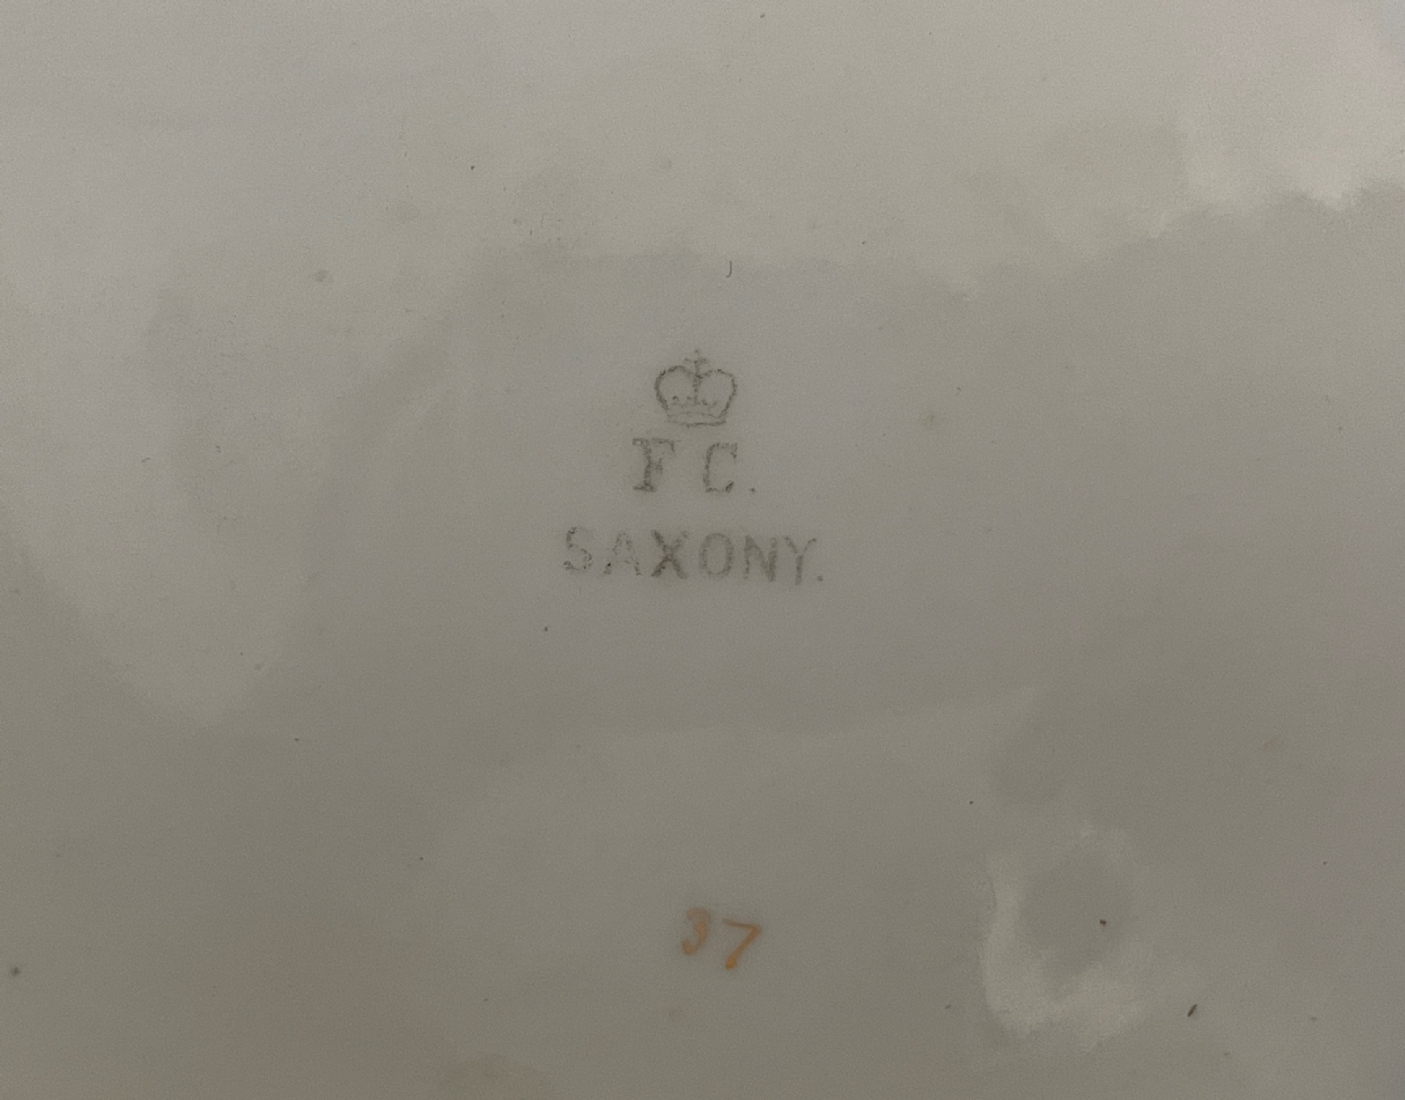 F C.
SAXONY.
37